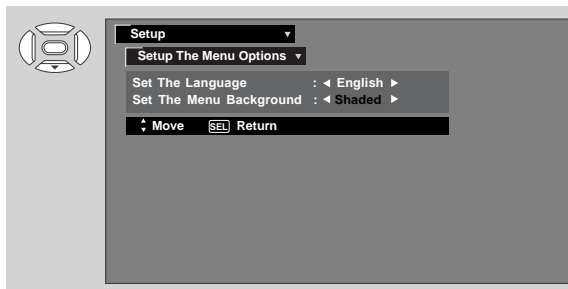 Setup
Setup The Menu Options
Set The Language : English
Set The Menu Background : Shaded
Move SEL Return